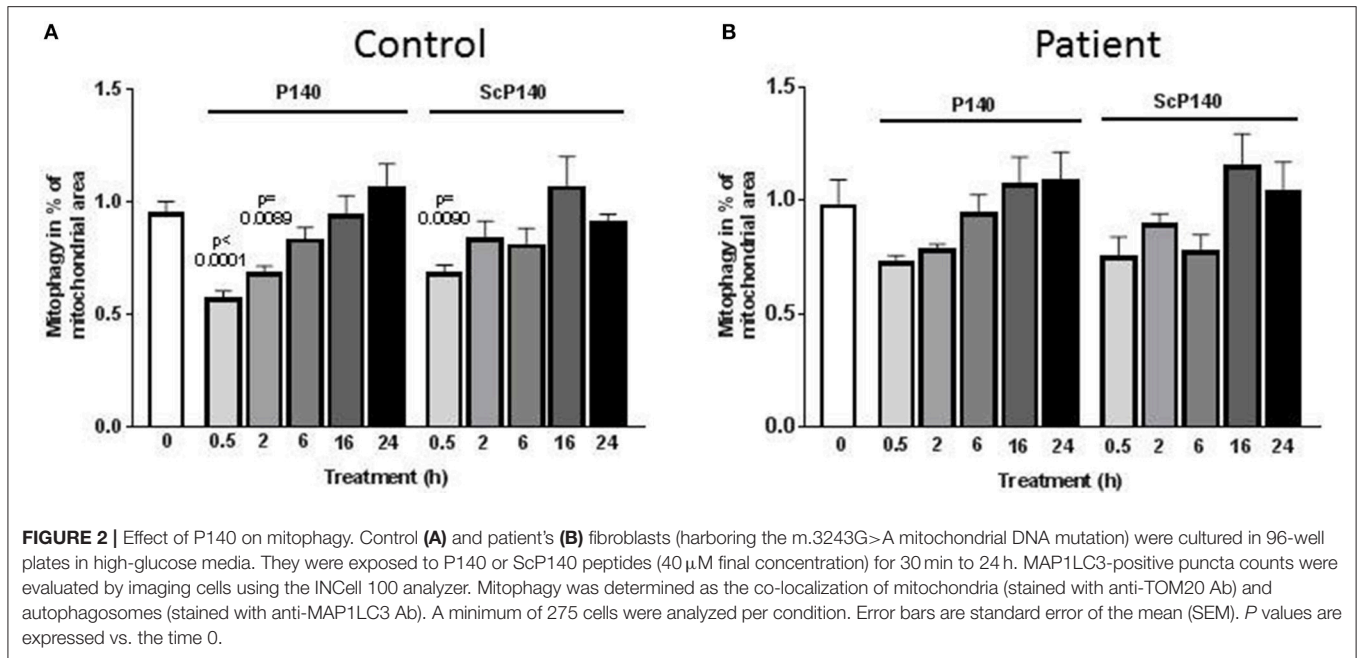 A
Control
P140
ScP140
Mitophagy in % of
mitochondrial area
1.5
1.0
0.5
0.0
p<
0.0001
p=
0.0089
p=
0.0090
0 0.5 2 6 16 24 0.5 2 6 16 24
Treatment (h)
B
Patient
P140
ScP140
Mitophagy in % of
mitochondrial area
1.5
1.0
0.5
0.0
0 0.5 2 6 16 24 0.5 2 6 16 24
Treatment (h)
FIGURE 2 | Effect of P140 on mitophagy. Control (A) and patient's (B) fibroblasts (harboring the m.3243G>A mitochondrial DNA mutation) were cultured in 96-well
plates in high-glucose media. They were exposed to P140 or ScP140 peptides (40 μM final concentration) for 30 min to 24 h. MAP1LC3-positive puncta counts were
evaluated by imaging cells using the INCell 100 analyzer. Mitophagy was determined as the co-localization of mitochondria (stained with anti-TOM20 Ab) and
autophagosomes (stained with anti-MAP1LC3 Ab). A minimum of 275 cells were analyzed per condition. Error bars are standard error of the mean (SEM). P values are
expressed vs. the time 0.